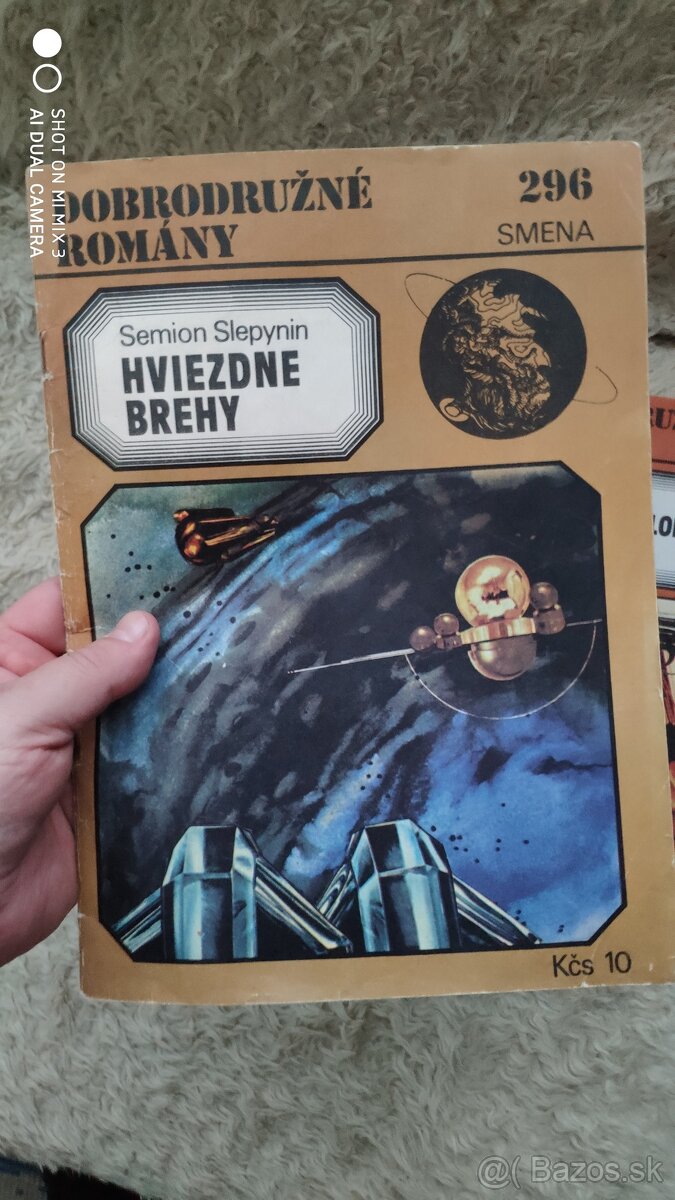 SHOT ON MI MIX 3
AI DUAL CAMERA
DOBRODRUŽNÉ
ROMÁNY
296
SMENA
Semion Slepynin
HVIEZDNE
BREHY
Kčs 10
Bazos.sk